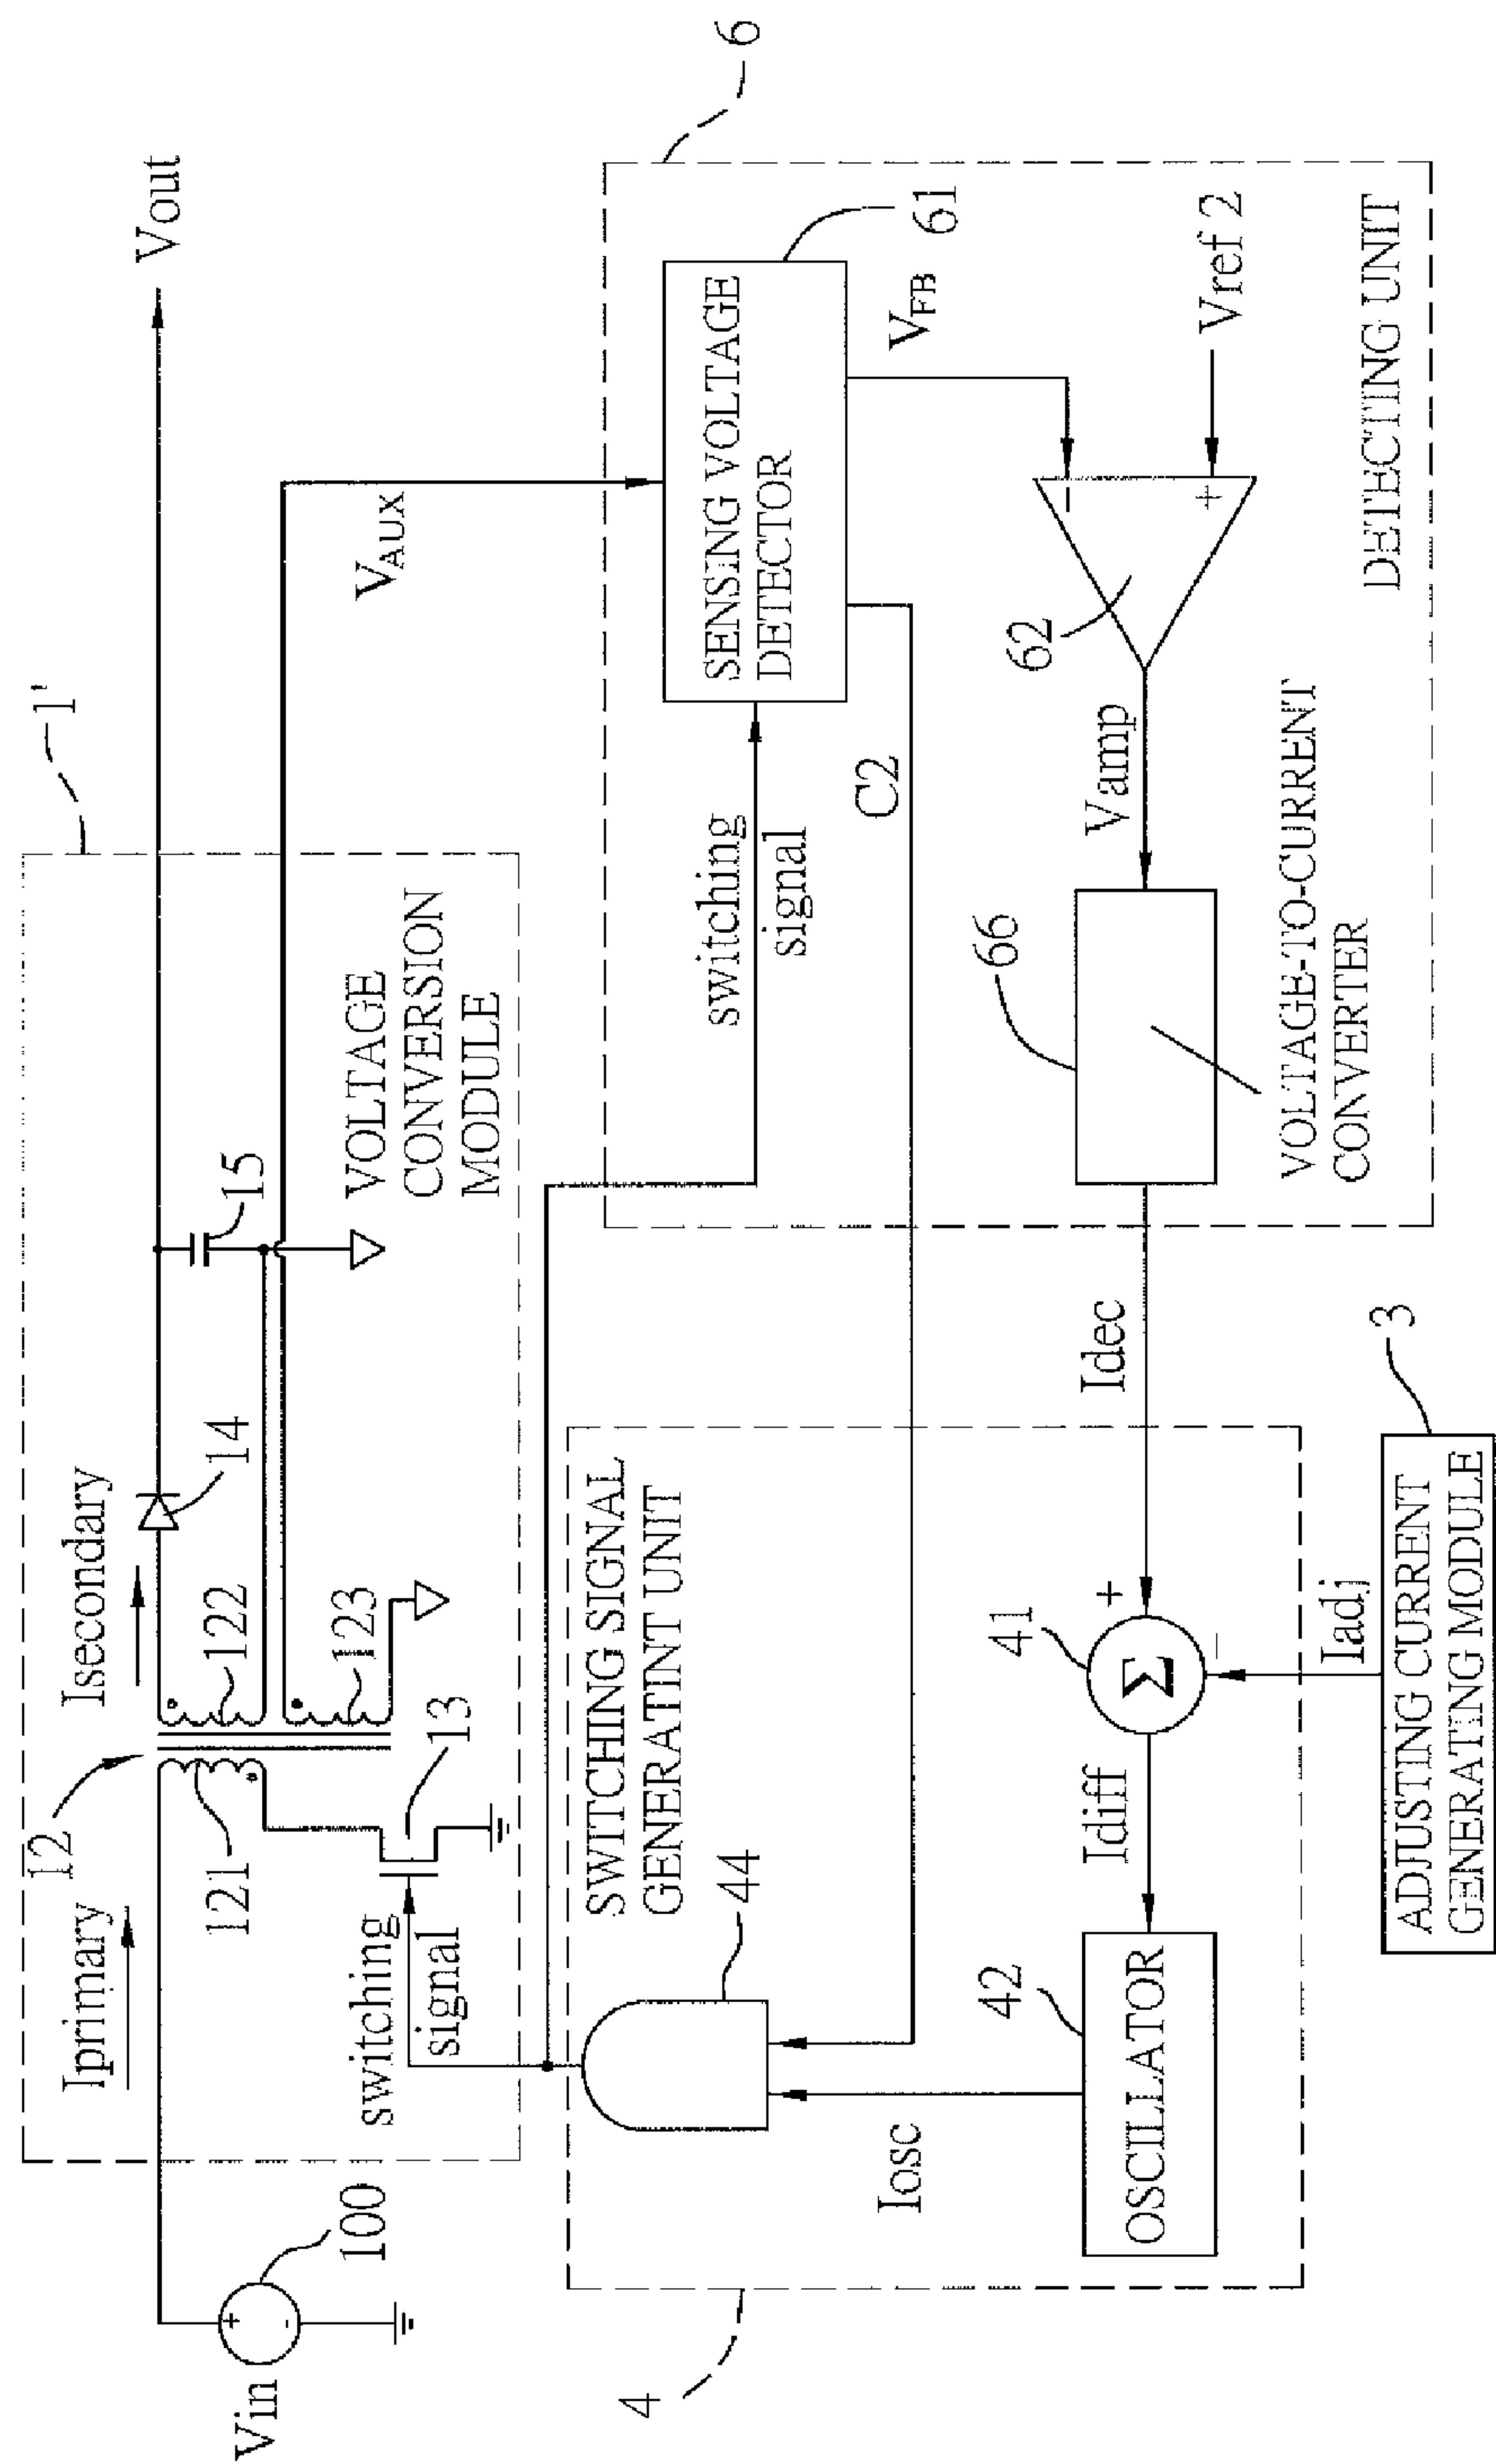 Vin
100
Iprimary
12
121
Isecondary
122
123
13
14
15
switching
signal
VOLTAGE
CONVERSION
MODULE
1'
Vout
VAUX
4
SWITCHING SIGNAL
GENERATINT UNIT
44
Iosc
OSCILLATOR
42
Idiff
41
Σ
+
-
Iadj
ADJUSTING CURRENT
GENERATING MODULE
3
Idec
switching
signal
C2
SENSING VOLTAGE
DETECTOR
61
VFB
62
-
+
Vref 2
Vamp
66
VOLTAGE-TO-CURRENT
CONVERTER
DETECTING UNIT
6
+
-